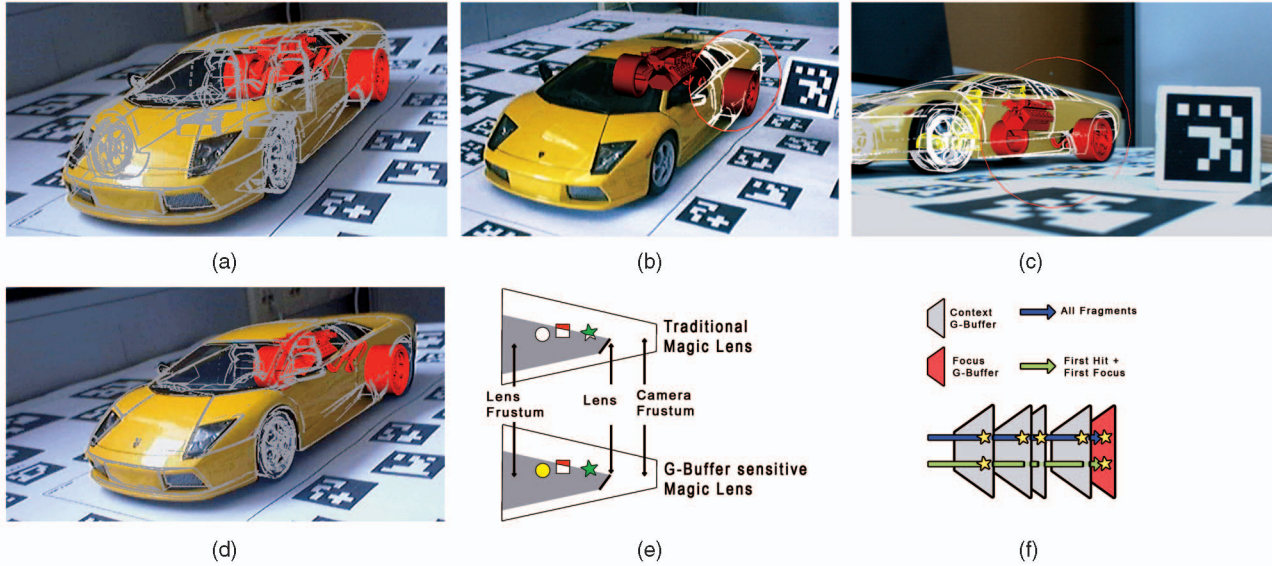 (a)
(b)
(c)
Traditional
Magic Lens
Lens
Frustum
Lens
Camera
Frustum
G-Buffer sensitive
Magic Lens
Context
G-Buffer
All Fragments
Focus
G-Buffer
First Hit +
First Focus
(d)
(e)
(f)